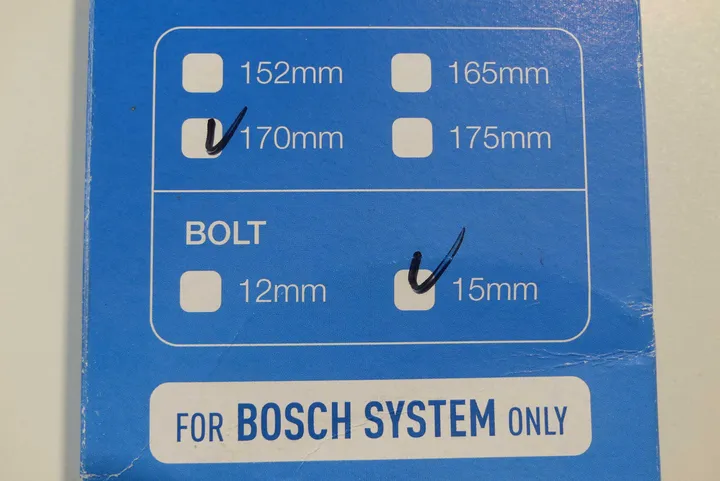 152mm 165mm
170mm 175mm
BOLT
12mm 15mm
FOR BOSCH SYSTEM ONLY